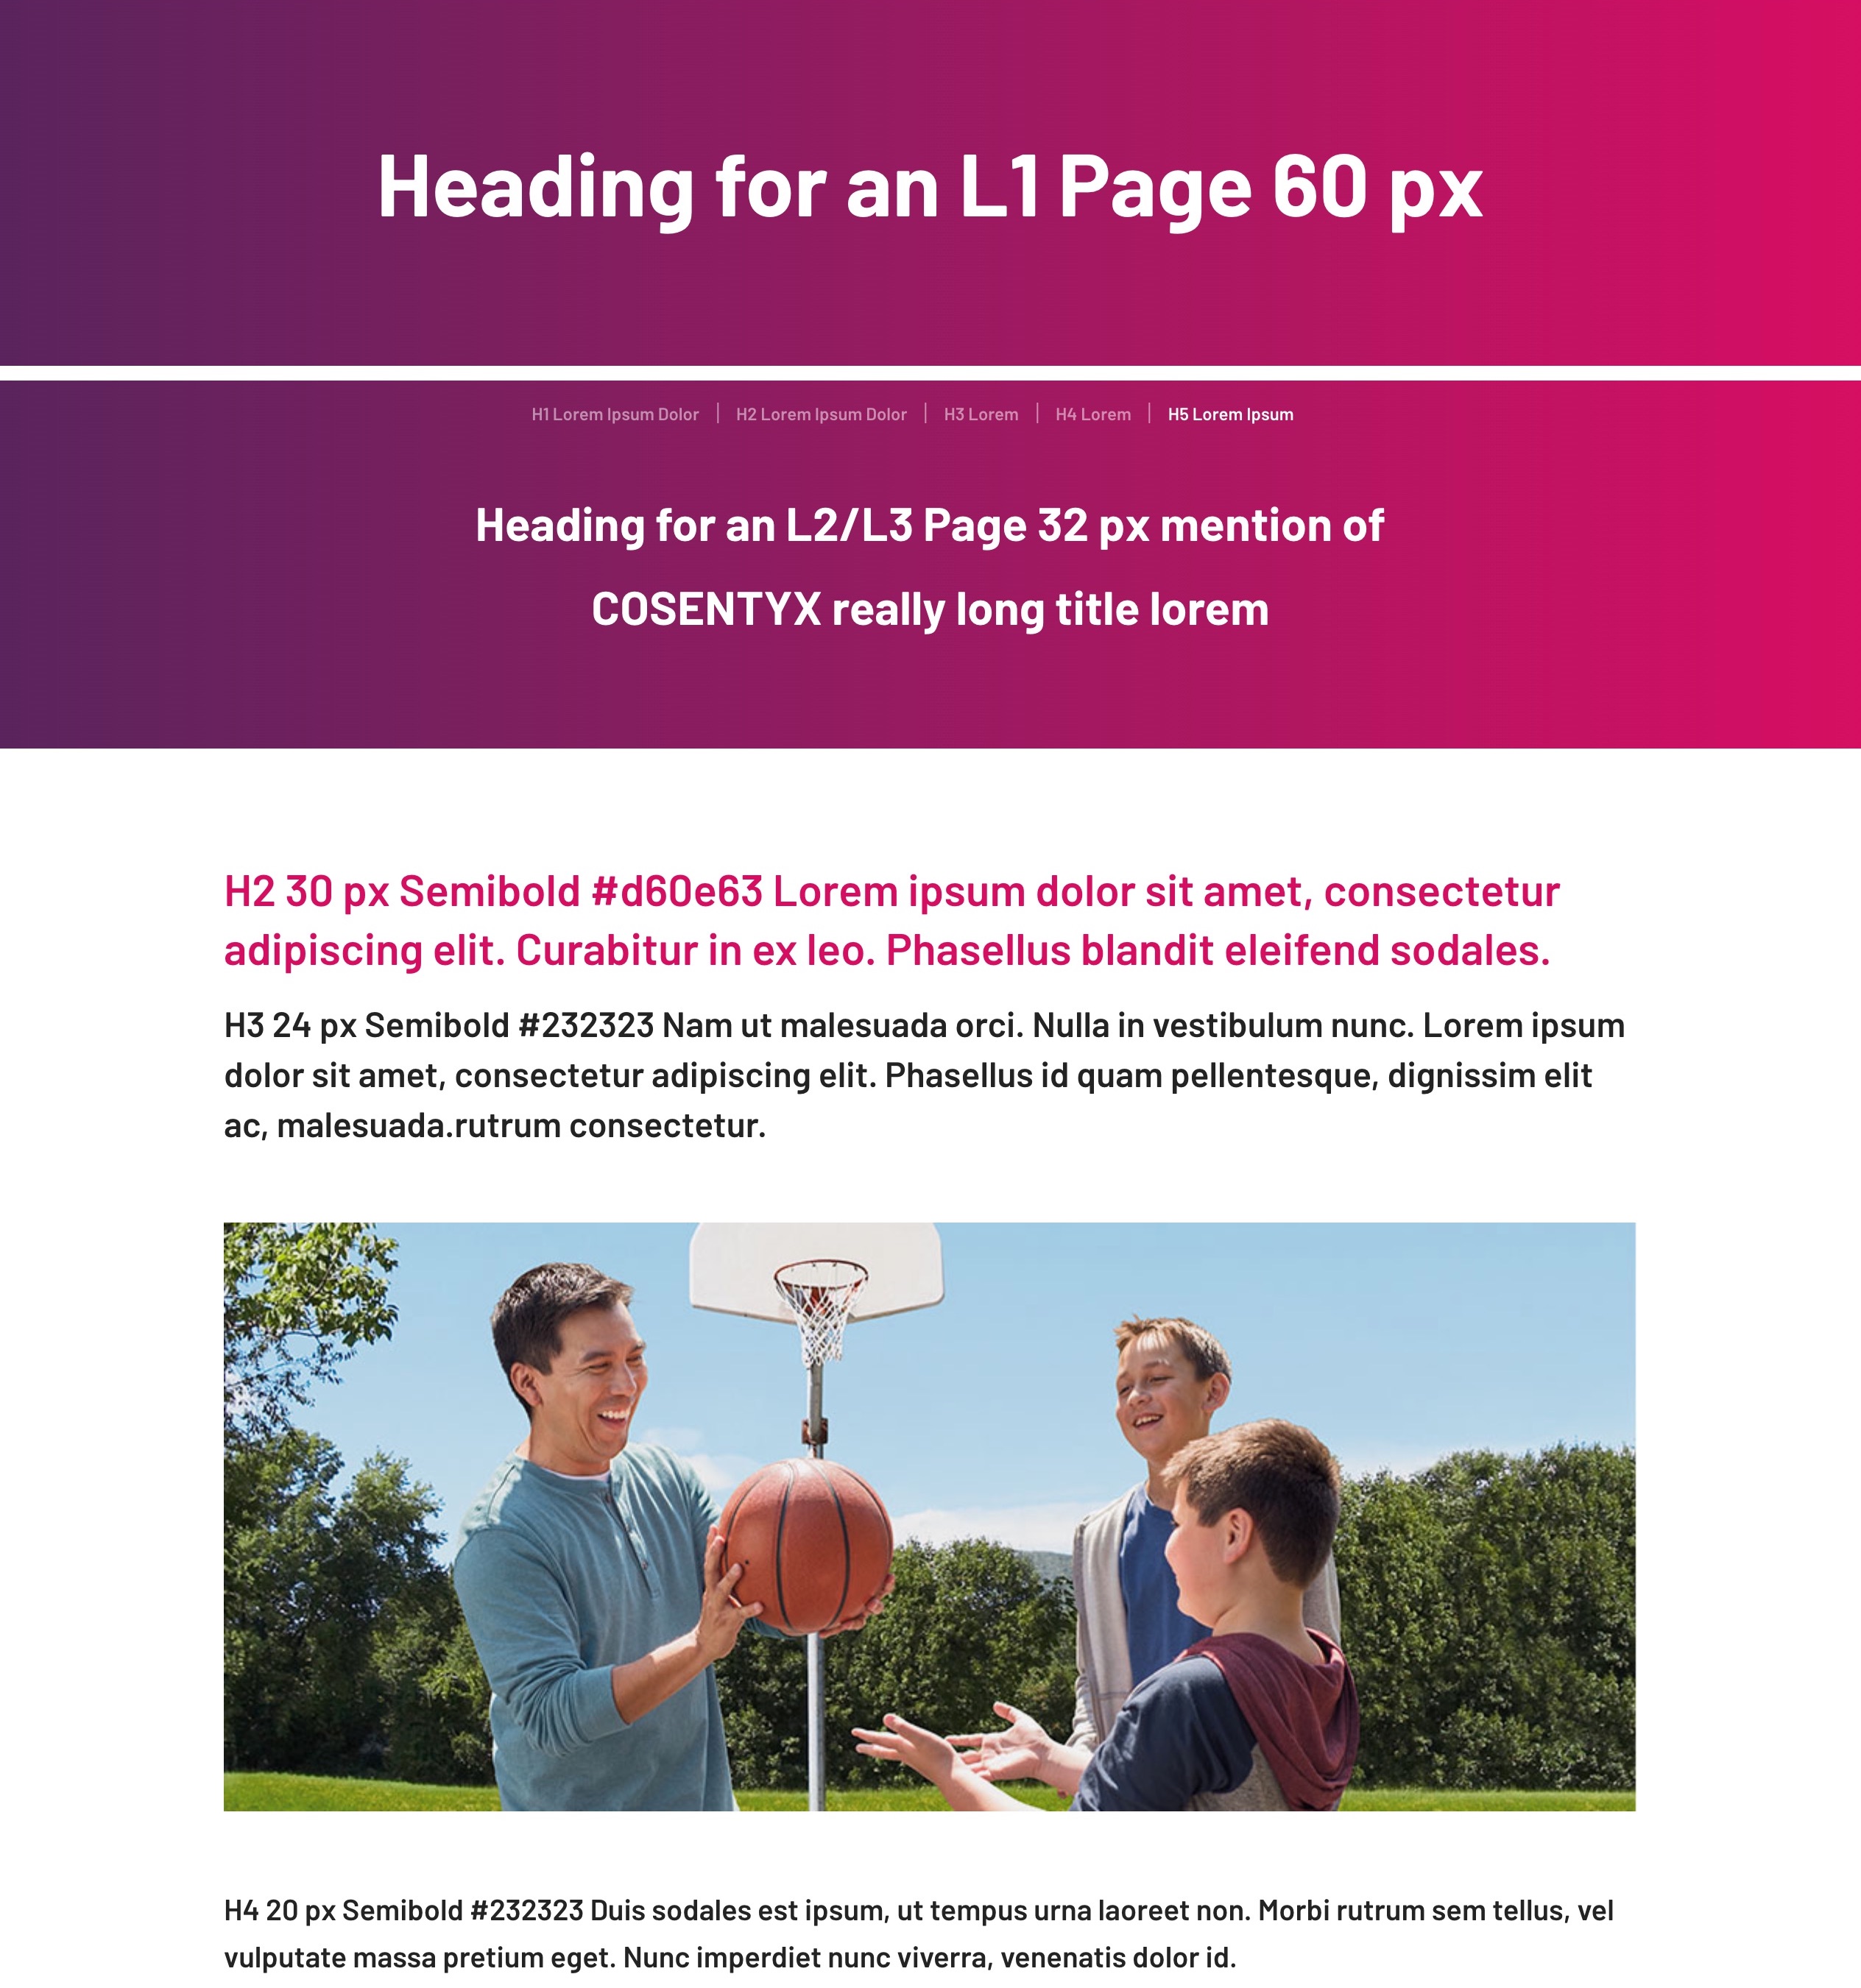 Heading for an L1 Page 60 px
H1 Lorem Ipsum Dolor | H2 Lorem Ipsum Dolor | H3 Lorem | H4 Lorem | H5 Lorem Ipsum
Heading for an L2/L3 Page 32 px mention of
COSENTYX really long title lorem
H2 30 px Semibold #d60e63 Lorem ipsum dolor sit amet, consectetur
adipiscing elit. Curabitur in ex leo. Phasellus blandit eleifend sodales.
H3 24 px Semibold #232323 Nam ut malesuada orci. Nulla in vestibulum nunc. Lorem ipsum
dolor sit amet, consectetur adipiscing elit. Phasellus id quam pellentesque, dignissim elit
ac, malesuada.rutrum consectetur.
H4 20 px Semibold #232323 Duis sodales est ipsum, ut tempus urna laoreet non. Morbi rutrum sem tellus, vel
vulputate massa pretium eget. Nunc imperdiet nunc viverra, venenatis dolor id.